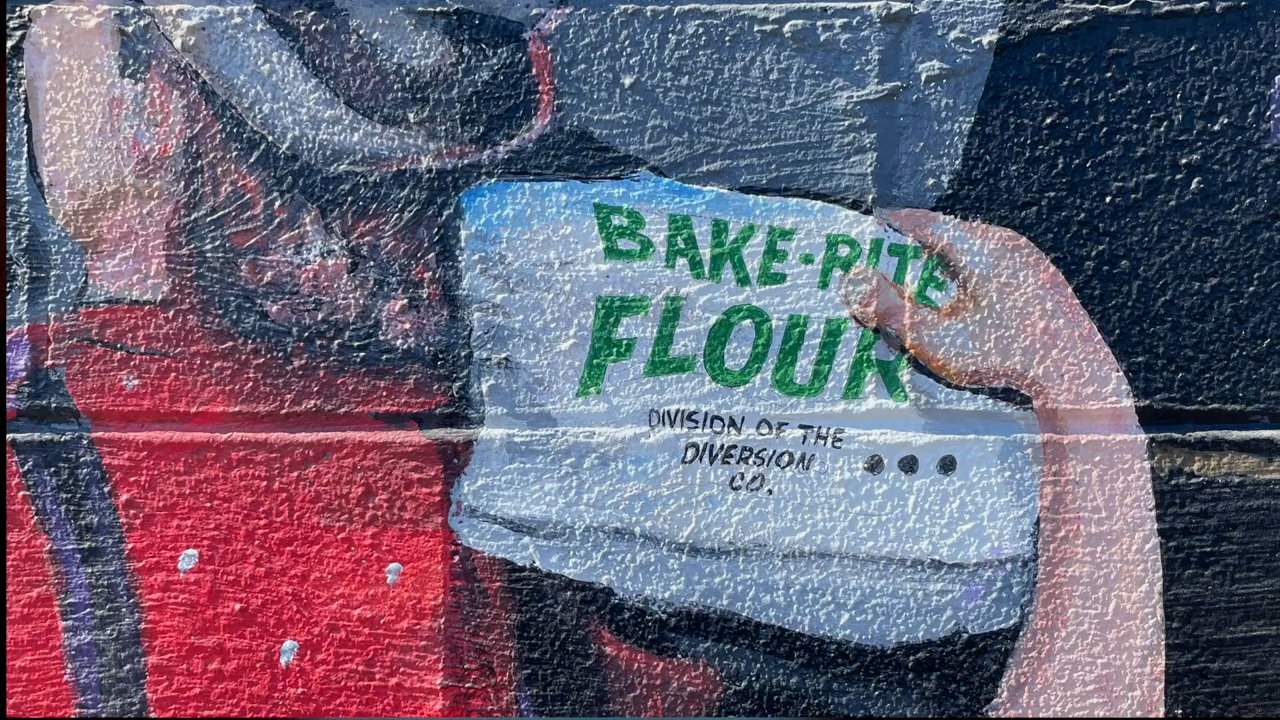 BAKE-RITE
FLOUR
DIVISION OF THE
DIVERSION
CO.